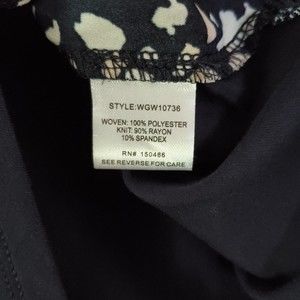 STYLE:WGW10736
WOVEN: 100% POLYESTER
KNIT: 90% RAYON
10% SPANDEX
RN#. 150466
SEE REVERSE FOR CARE